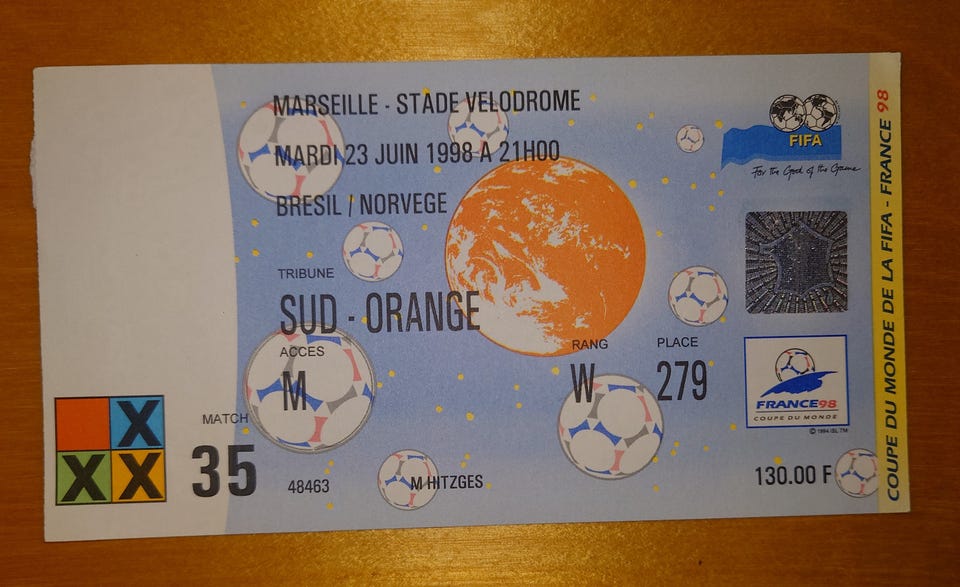 MARSEILLE - STADE VELODROME
MARDI 23 JUIN 1998 A 21H00
BRESIL / NORVEGE
TRIBUNE
SUD - ORANGE
ACCES
M
RANG
W
PLACE
279
MATCH
35
48463
M HITZGES
130.00 F
X
X X
FIFA
For the Good of the Game
FRANCE98
COUPE DU MONDE
© 1994 ISL TM
COUPE DU MONDE DE LA FIFA - FRANCE 98